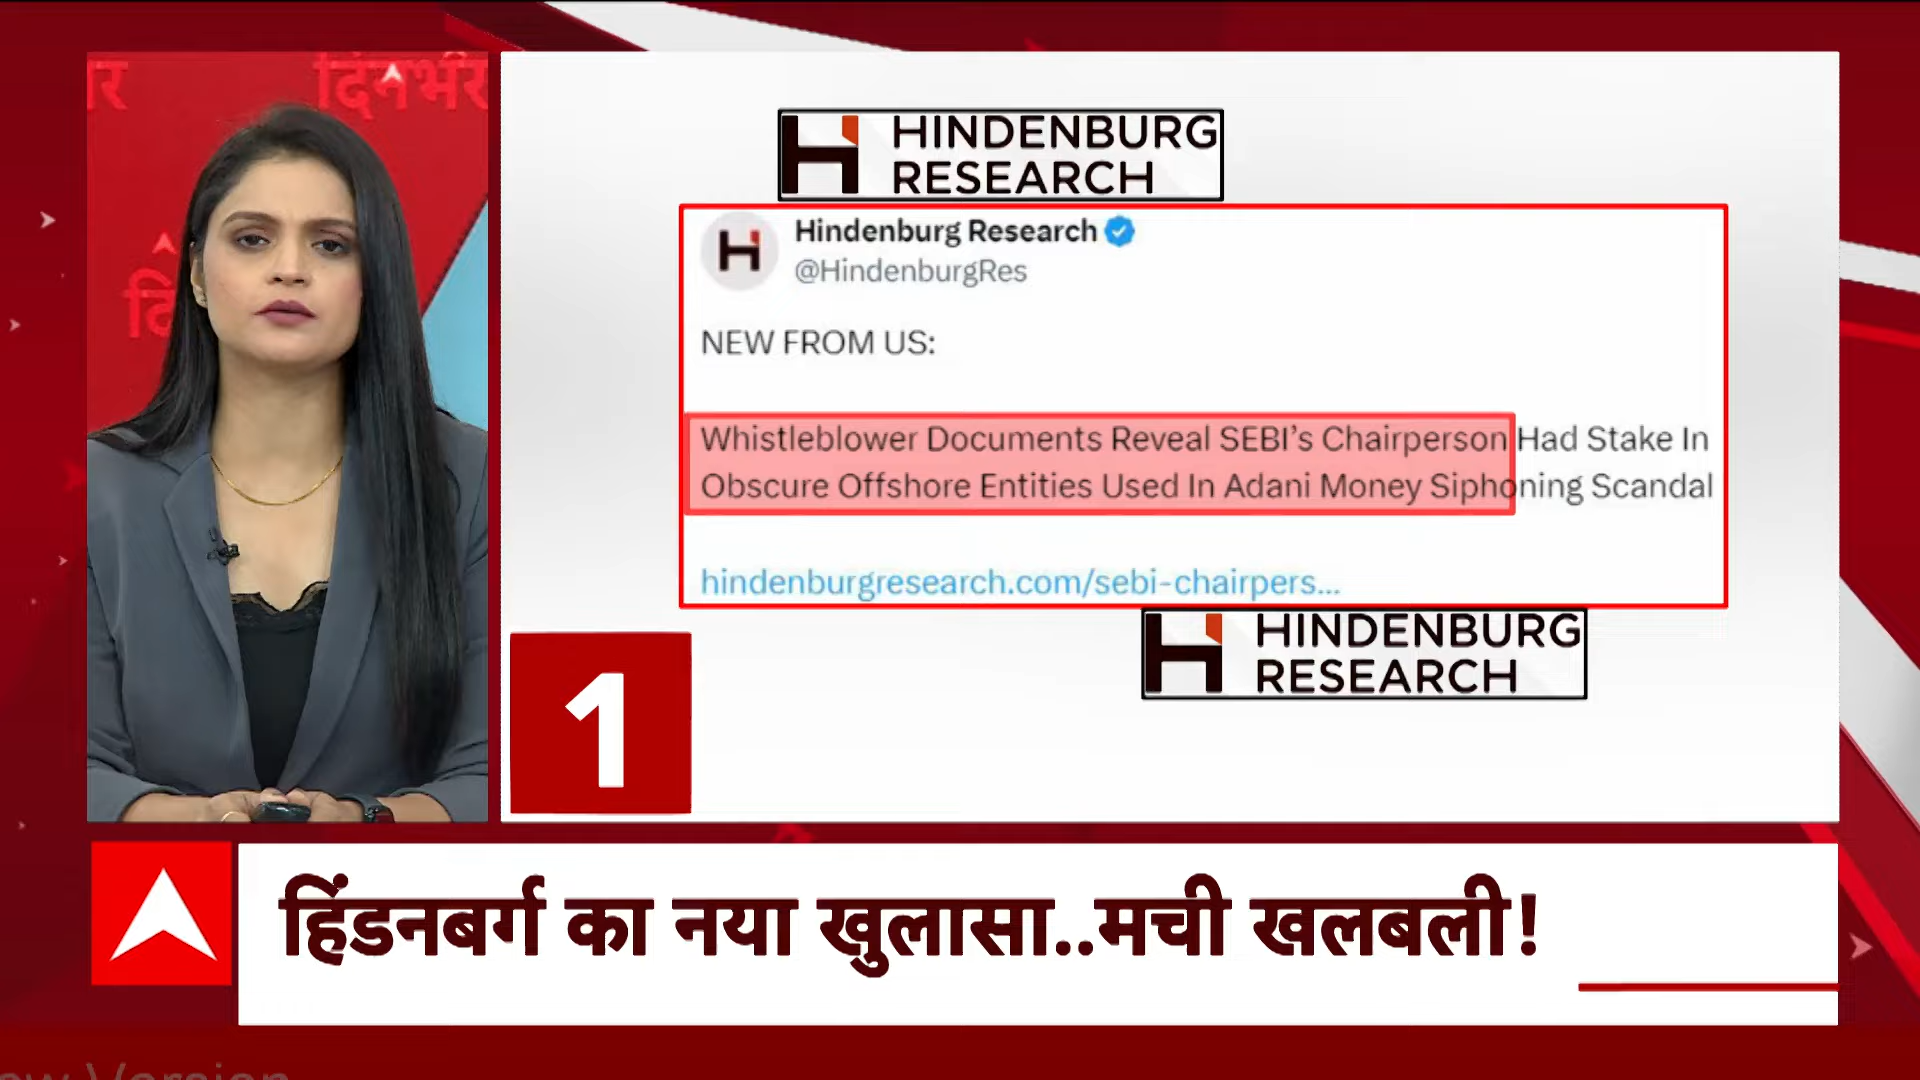 दिनभर
HINDENBURG
RESEARCH
Hindenburg Research
@HindenburgRes
NEW FROM US:
Whistleblower Documents Reveal SEBI’s Chairperson Had Stake In
Obscure Offshore Entities Used In Adani Money Siphoning Scandal
hindenburgresearch.com/sebi-chairpers...
HINDENBURG
RESEARCH
1
हिंडनबर्ग का नया खुलासा..मची खलबली!